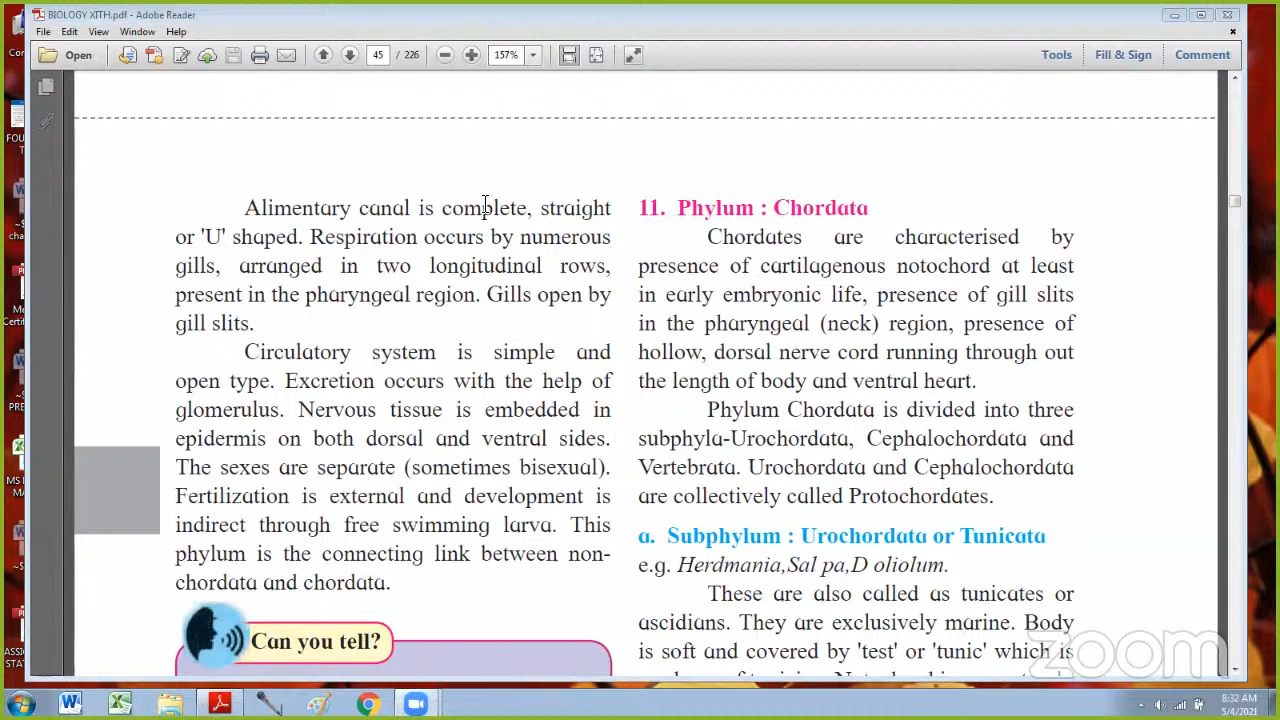 BIOLOGY XITH.pdf - Adobe Reader
File Edit View Window Help
Open 45 / 226 157% Tools Fill & Sign Comment
Alimentary canal is complete, straight
or 'U' shaped. Respiration occurs by numerous
gills, arranged in two longitudinal rows,
present in the pharyngeal region. Gills open by
gill slits.
Circulatory system is simple and
open type. Excretion occurs with the help of
glomerulus. Nervous tissue is embedded in
epidermis on both dorsal and ventral sides.
The sexes are separate (sometimes bisexual).
Fertilization is external and development is
indirect through free swimming larva. This
phylum is the connecting link between non-
chordata and chordata.
Can you tell?
11. Phylum : Chordata
Chordates are characterised by
presence of cartilagenous notochord at least
in early embryonic life, presence of gill slits
in the pharyngeal (neck) region, presence of
hollow, dorsal nerve cord running through out
the length of body and ventral heart.
Phylum Chordata is divided into three
subphyla-Urochordata, Cephalochordata and
Vertebrata. Urochordata and Cephalochordata
are collectively called Protochordates.
a. Subphylum : Urochordata or Tunicata
e.g. Herdmania,Sal pa,D oliolum.
These are also called as tunicates or
ascidians. They are exclusively marine. Body
is soft and covered by 'test' or 'tunic' which is
zoom
8:32 AM
5/4/2021